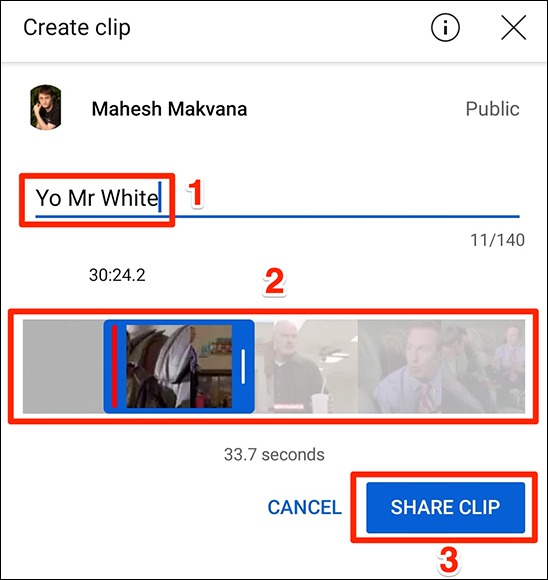 Create clip
Mahesh Makvana Public
Yo Mr White 1
11/140
30:24.2
2
33.7 seconds
CANCEL SHARE CLIP
3